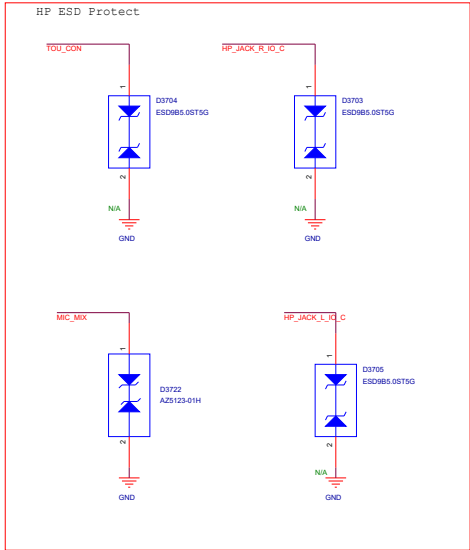 HP ESD Protect
TOU_CON
HP_JACK_R_IO_C
1
D3704
ESD9B5.0ST5G
2
N/A
GND
1
D3703
ESD9B5.0ST5G
2
N/A
GND
MIC_MIX
HP_JACK_L_IO_C
1
D3722
AZ5123-01H
2
GND
1
D3705
ESD9B5.0ST5G
2
N/A
GND